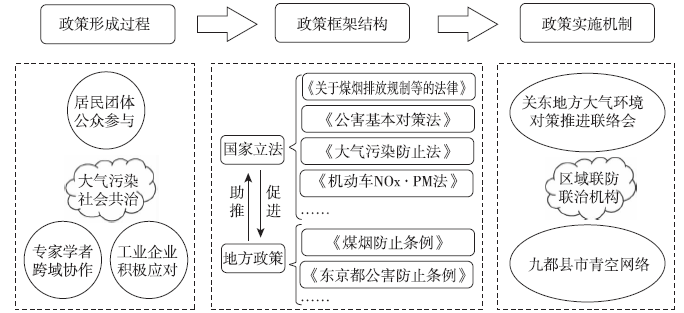 政策形成过程
政策框架结构
政策实施机制
居民团体
公众参与
大气污染
社会共治
专家学者
跨域协作
工业企业
积极应对
国家立法
助推
促进
地方政策
《关于煤烟排放规制等的法律》
《公害基本对策法》
《大气污染防止法》
《机动车NOx·PM法》
……
《煤烟防止条例》
《东京都公害防止条例》
……
关东地方大气环境
对策推进联络会
区域联防
联治机构
九都县市青空网络